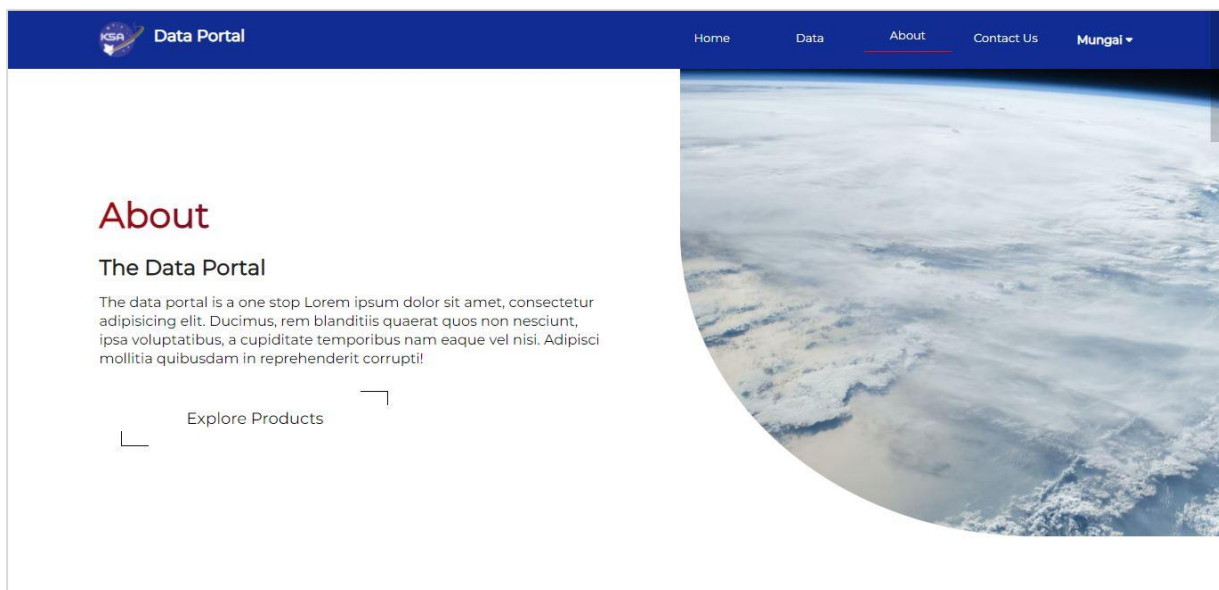 KSA
Data Portal
Home
Data
About
Contact Us
Mungai
About
The Data Portal
The data portal is a one stop Lorem ipsum dolor sit amet, consectetur
adipisicing elit. Ducimus, rem blanditiis quaerat quos non nesciunt,
ipsa voluptatibus, a cupiditate temporibus nam eaque vel nisi. Adipisci
mollitia quibusdam in reprehenderit corrupti!
Explore Products